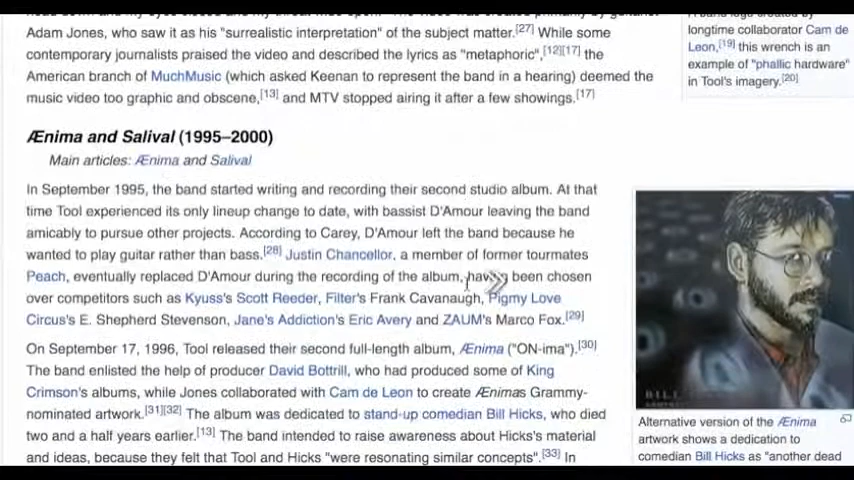 Adam Jones, who saw it as his "surrealistic interpretation" of the subject matter.[27] While some
contemporary journalists praised the video and described the lyrics as "metaphoric",[12][17] the
American branch of MuchMusic (which asked Keenan to represent the band in a hearing) deemed the
music video too graphic and obscene,[13] and MTV stopped airing it after a few showings.[17]
longtime collaborator Cam de
Leon,[19] this wrench is an
example of "phallic hardware"
in Tool's imagery.[20]
Ænima and Salival (1995–2000)
Main articles: Ænima and Salival
In September 1995, the band started writing and recording their second studio album. At that
time Tool experienced its only lineup change to date, with bassist D'Amour leaving the band
amicably to pursue other projects. According to Carey, D'Amour left the band because he
wanted to play guitar rather than bass.[28] Justin Chancellor, a member of former tourmates
Peach, eventually replaced D'Amour during the recording of the album, having been chosen
over competitors such as Kyuss's Scott Reeder, Filter's Frank Cavanaugh, Pigmy Love
Circus's E. Shepherd Stevenson, Jane's Addiction's Eric Avery and ZAUM's Marco Fox.[29]
On September 17, 1996, Tool released their second full-length album, Ænima ("ON-ima").[30]
The band enlisted the help of producer David Bottrill, who had produced some of King
Crimson's albums, while Jones collaborated with Cam de Leon to create Ænimas Grammy-
nominated artwork.[31][32] The album was dedicated to stand-up comedian Bill Hicks, who died
two and a half years earlier.[13] The band intended to raise awareness about Hicks's material
and ideas, because they felt that Tool and Hicks "were resonating similar concepts".[33] In
BILL
Alternative version of the Ænima
artwork shows a dedication to
comedian Bill Hicks as "another dead